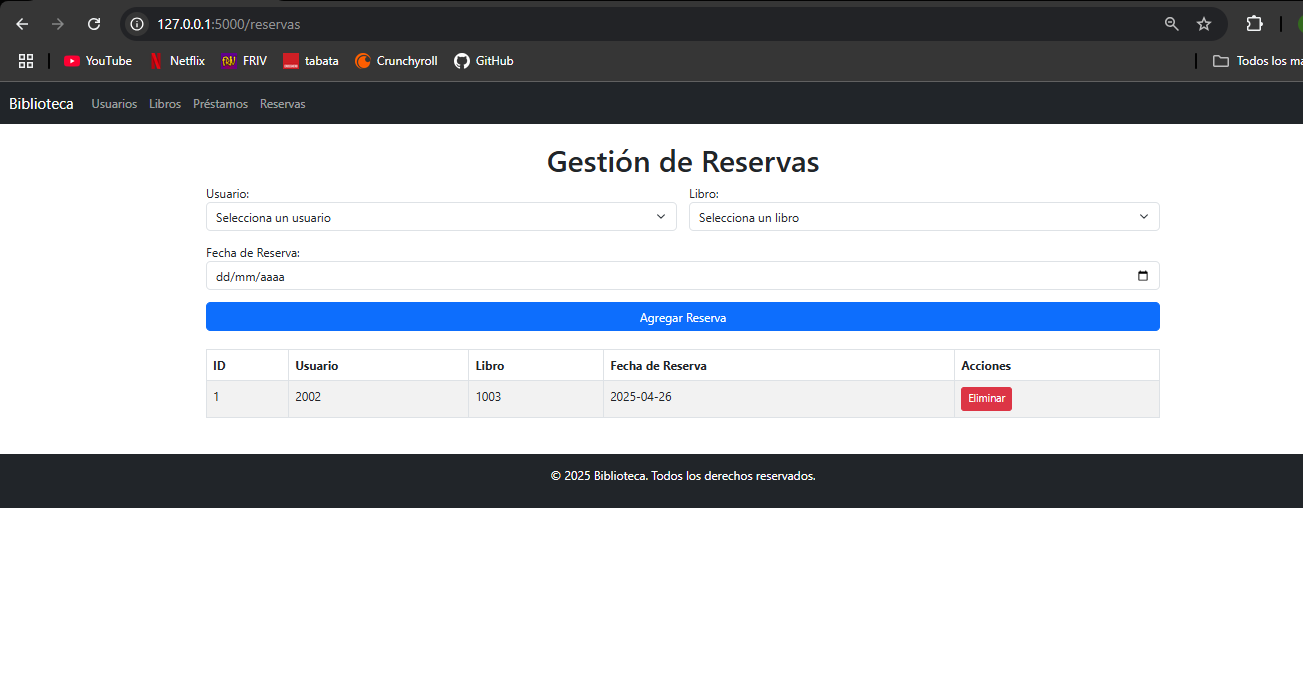 127.0.0.1:5000/reservas
YouTube Netflix FRIV tabata Crunchyroll GitHub Todos los
Biblioteca Usuarios Libros Préstamos Reservas
Gestión de Reservas
Usuario: Libro:
Selecciona un usuario Selecciona un libro
Fecha de Reserva:
dd/mm/aaaa
Agregar Reserva
ID Usuario Libro Fecha de Reserva Acciones
1 2002 1003 2025-04-26 Eliminar
© 2025 Biblioteca. Todos los derechos reservados.